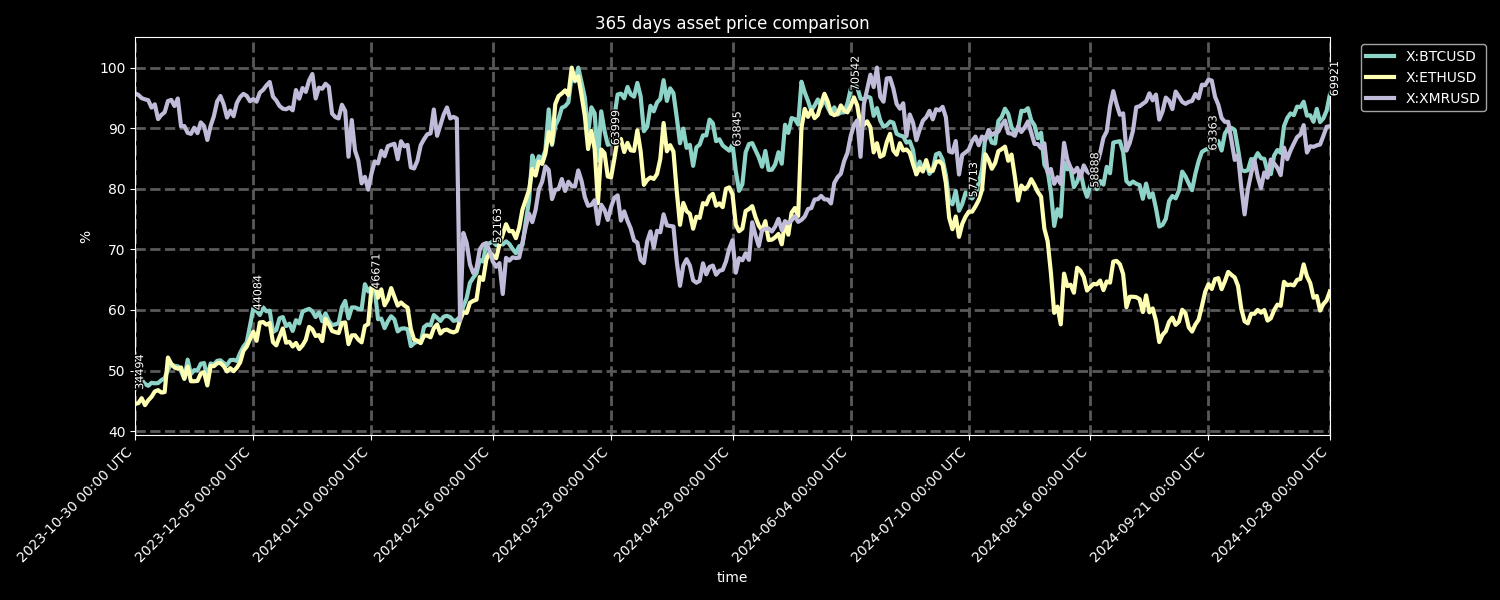 365 days asset price comparison
X:BTCUSD
X:ETHUSD
X:XMRUSD
%
100
90
80
70
60
50
40
34494
44084
46671
52163
63999
63845
70542
57713
58888
63363
69921
2023-10-30 00:00 UTC
2023-12-05 00:00 UTC
2024-01-10 00:00 UTC
2024-02-16 00:00 UTC
2024-03-23 00:00 UTC
2024-04-29 00:00 UTC
2024-06-04 00:00 UTC
2024-07-10 00:00 UTC
2024-08-16 00:00 UTC
2024-09-21 00:00 UTC
2024-10-28 00:00 UTC
time